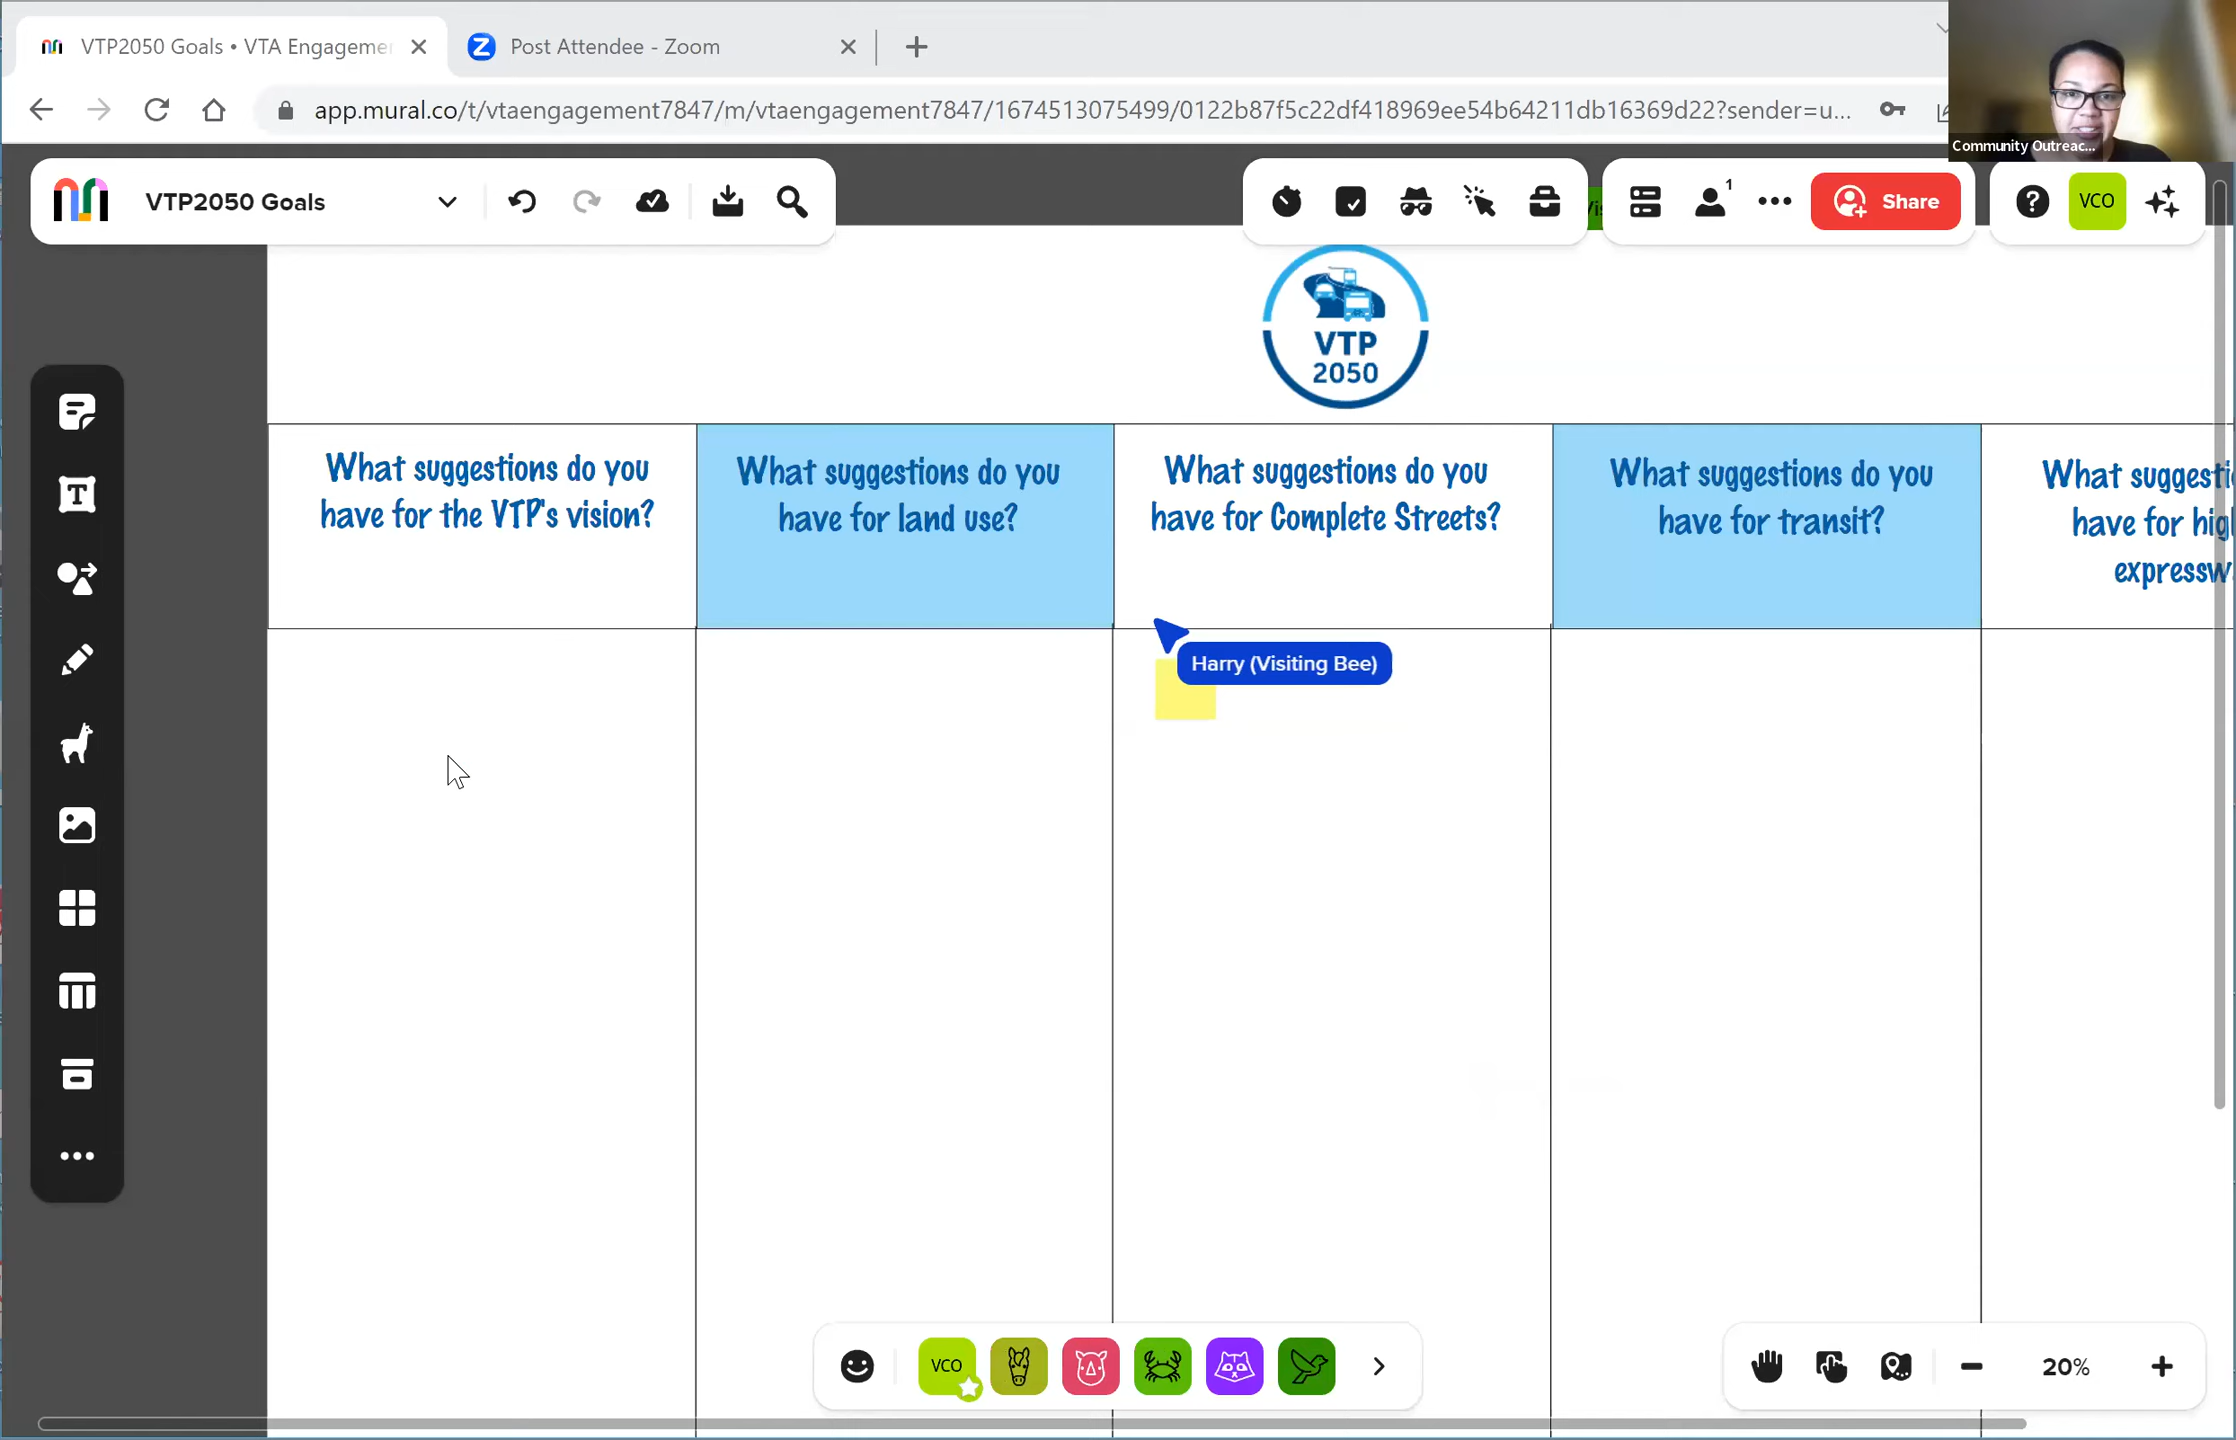 VTP2050 Goals • VTA Engagemen
Post Attendee - Zoom
app.mural.co/t/vtaengagement7847/m/vtaengagement7847/1674513075499/0122b87f5c22df418969ee54b64211db16369d22?sender=u...
Community Outreac...
VTP2050 Goals
1
Share
VCO
VTP
2050
What suggestions do you
have for the VTP's vision?
What suggestions do you
have for land use?
What suggestions do you
have for Complete Streets?
What suggestions do you
have for transit?
What suggesti
have for hig
expressw
Harry (Visiting Bee)
VCO
20%